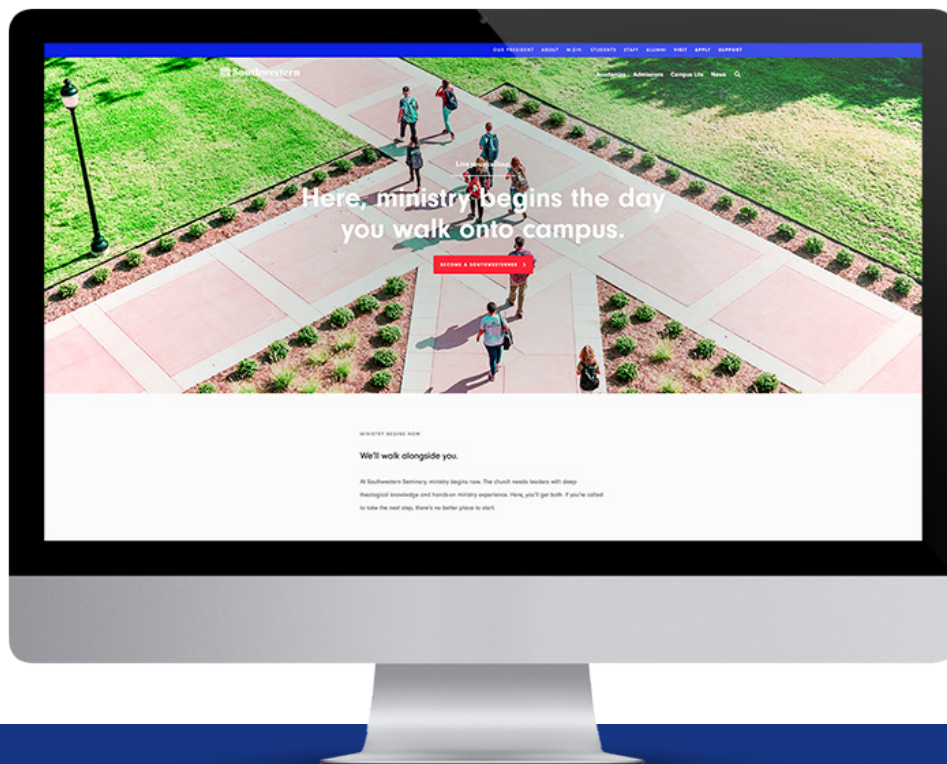 OUR PRESIDENT ABOUT M.DIV. STUDENTS STAFF ALUMNI VISIT APPLY SUPPORT
Southwestern
Academics Admissions Campus Life News
Live
Here, ministry begins the day
you walk onto campus.
BECOME A SOUTHWESTERNER >
MINISTRY BEGINS NOW
We'll walk alongside you.
At Southwestern Seminary, ministry begins now. The church needs leaders with deep
theological knowledge and hands-on ministry experience. Here, you'll get both. If you're called
to take the next step, there's no better place to start.